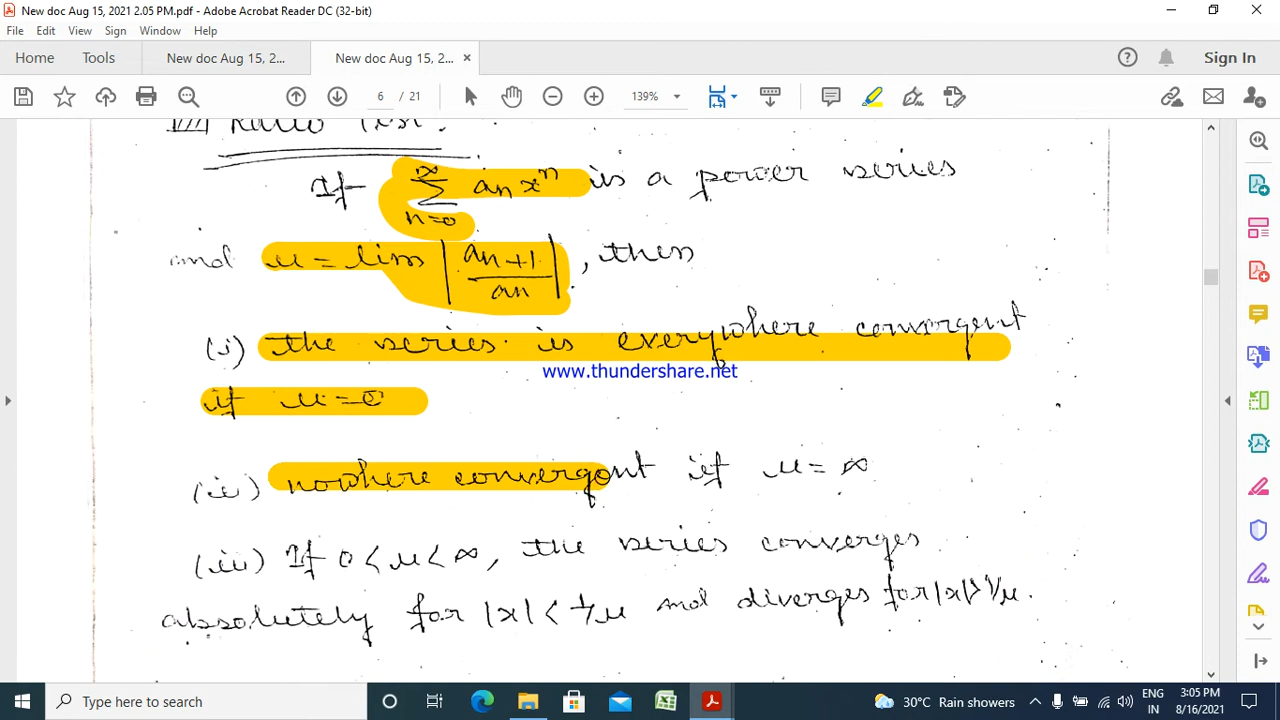 New doc Aug 15, 2021 2.05 PM.pdf - Adobe Acrobat Reader DC (32-bit)
File Edit View Sign Window Help
Home Tools New doc Aug 15, 2... New doc Aug 15, 2... × Sign In
6 / 21 139%
III Ratio Test.
If ∞ Σ n=0 an xⁿ is a power series
and u = lim |an+1 / an|, then
(i) the series is everywhere convergent
www.thundershare.net
if u = 0
(ii) nowhere convergent if u = ∞
(iii) If 0 < u < ∞, the series converges
absolutely for |x| < 1/u and diverges for |x| > 1/u.
Type here to search 30°C Rain showers ENG IN 3:05 PM 8/16/2021